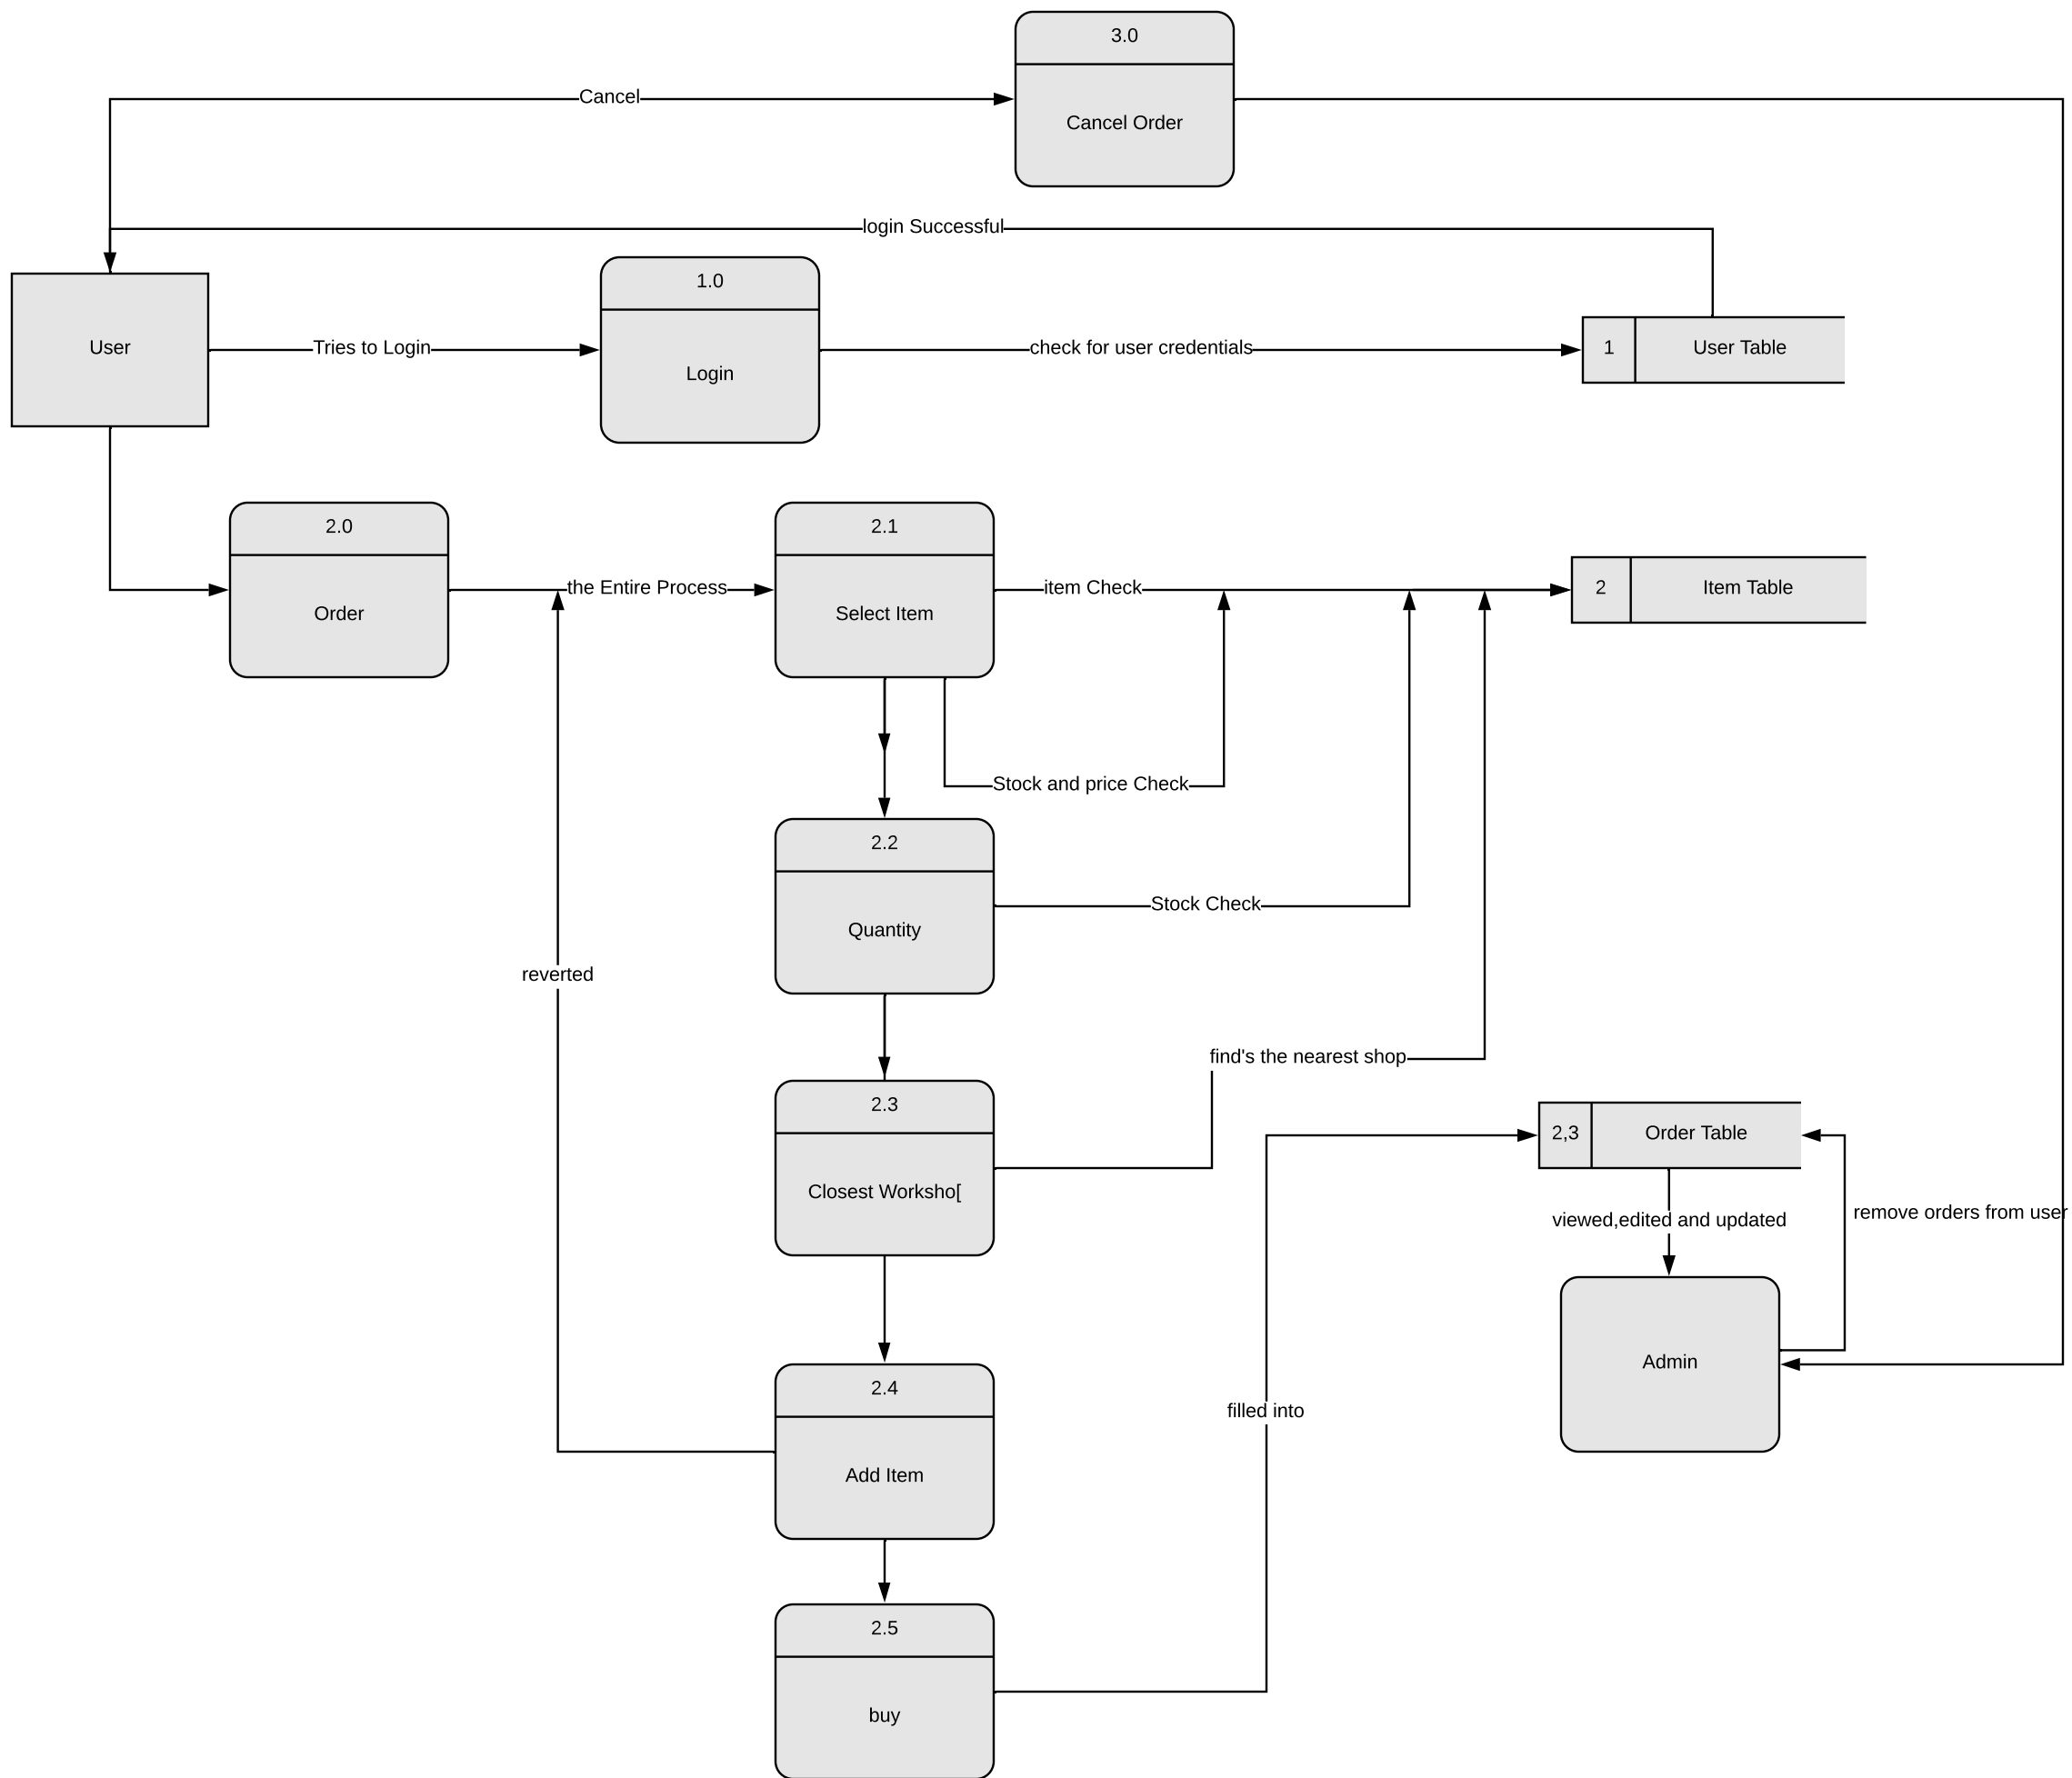 3.0
Cancel
Cancel Order
login Successful
1.0
User
Tries to Login
Login
check for user credentials
1
User Table
2.0
Order
the Entire Process
2.1
Select Item
item Check
2
Item Table
Stock and price Check
2.2
Quantity
Stock Check
reverted
find's the nearest shop
2.3
Closest Worksho[
2,3
Order Table
viewed,edited and updated
remove orders from user
Admin
2.4
Add Item
filled into
2.5
buy